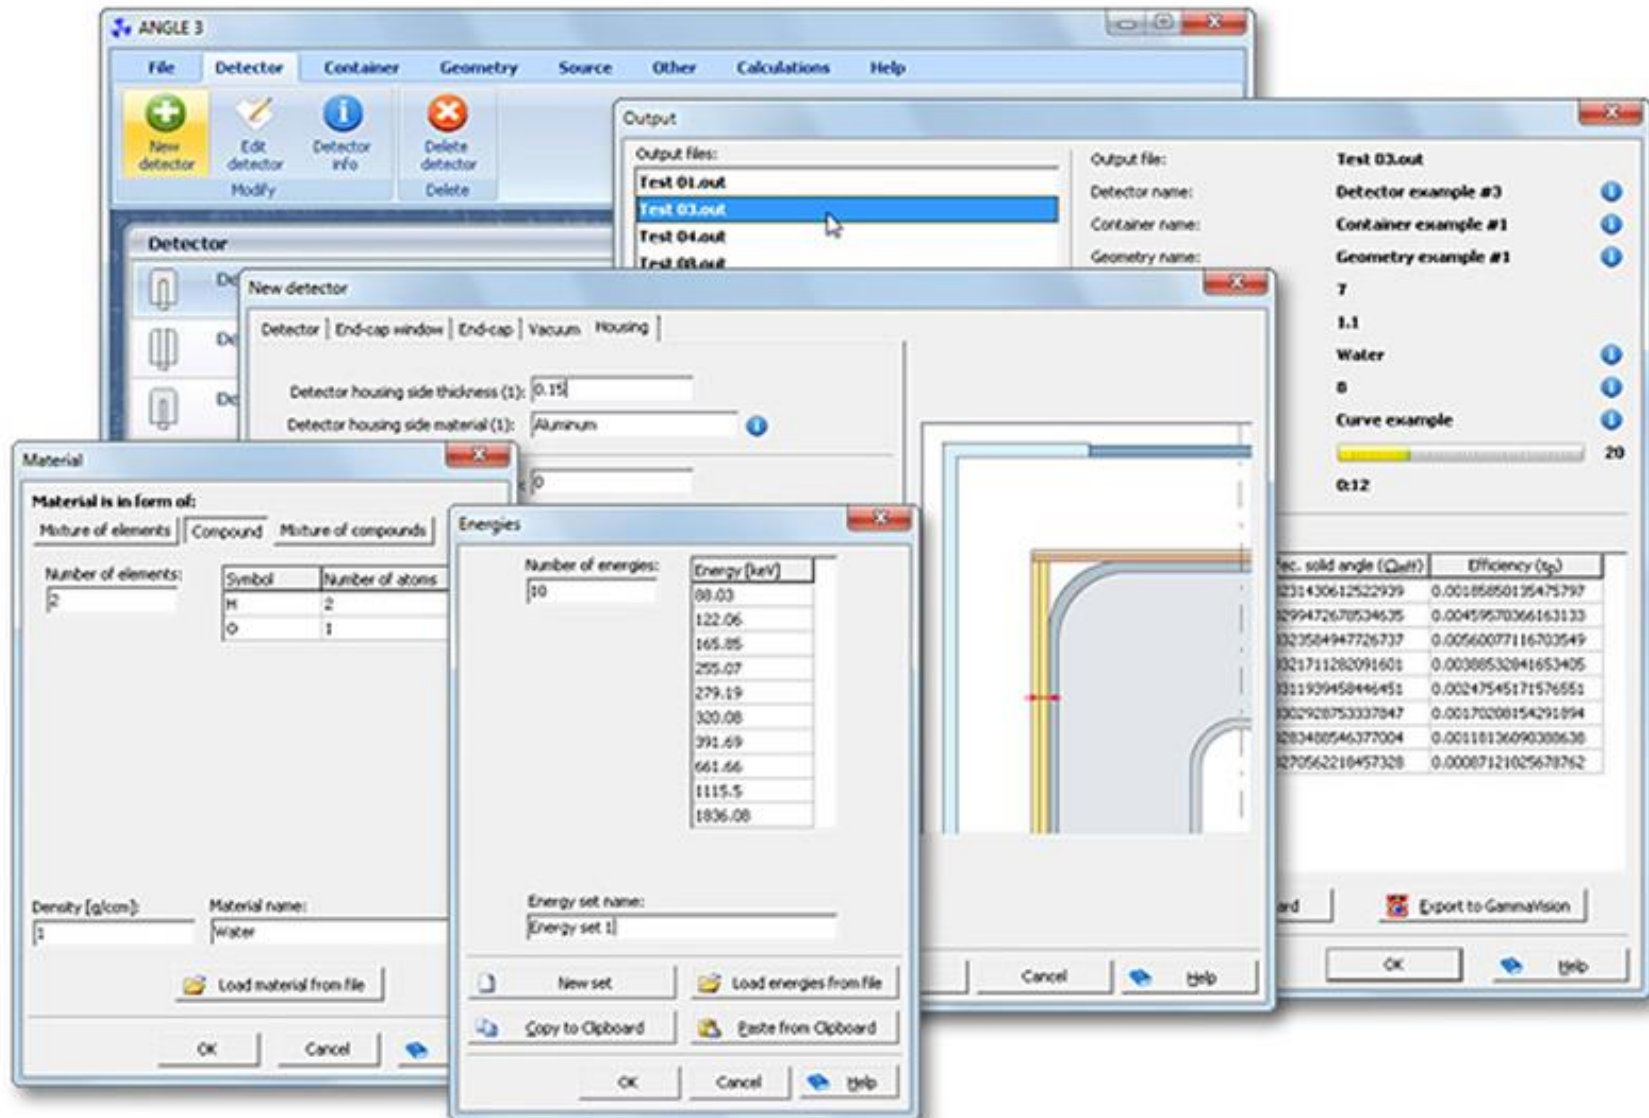 ANGLE 3
File Detector Container Geometry Source Other Calculations Help
New detector
Edit detector
Detector info
Delete detector
Modify
Delete
Detector
Output
Output files:
Test 01.out
Test 03.out
Test 04.out
Test 08.out
Output file: Test 03.out
Detector name: Detector example #3
Container name: Container example #1
Geometry name: Geometry example #1
7
1.1
Water
8
Curve example
20
0:12
solid angle (Ωeff) Efficiency (εp)
0.00185850135475797
0.00459570366163133
0.00560077116703549
0.00388532841653405
0.00247545171576551
0.00170208154291894
0.00118136090388638
0.00087121025678762
Export to GammaVision
OK Help
New detector
Detector End-cap window End-cap Vacuum Housing
Detector housing side thickness (1): 0.15
Detector housing side material (1): Aluminum
0
Cancel Help
Material
Material is in form of:
Mixture of elements Compound Mixture of compounds
Number of elements:
2
Symbol Number of atoms
H 2
O 1
Density [g/ccm]:
1
Material name:
Water
Load material from file
OK Cancel
Energies
Number of energies:
10
Energy [keV]
88.03
122.06
165.85
255.07
279.19
320.08
391.69
661.66
1115.5
1836.08
Energy set name:
Energy set 1
New set Load energies from file
Copy to Clipboard Paste from Clipboard
OK Cancel Help